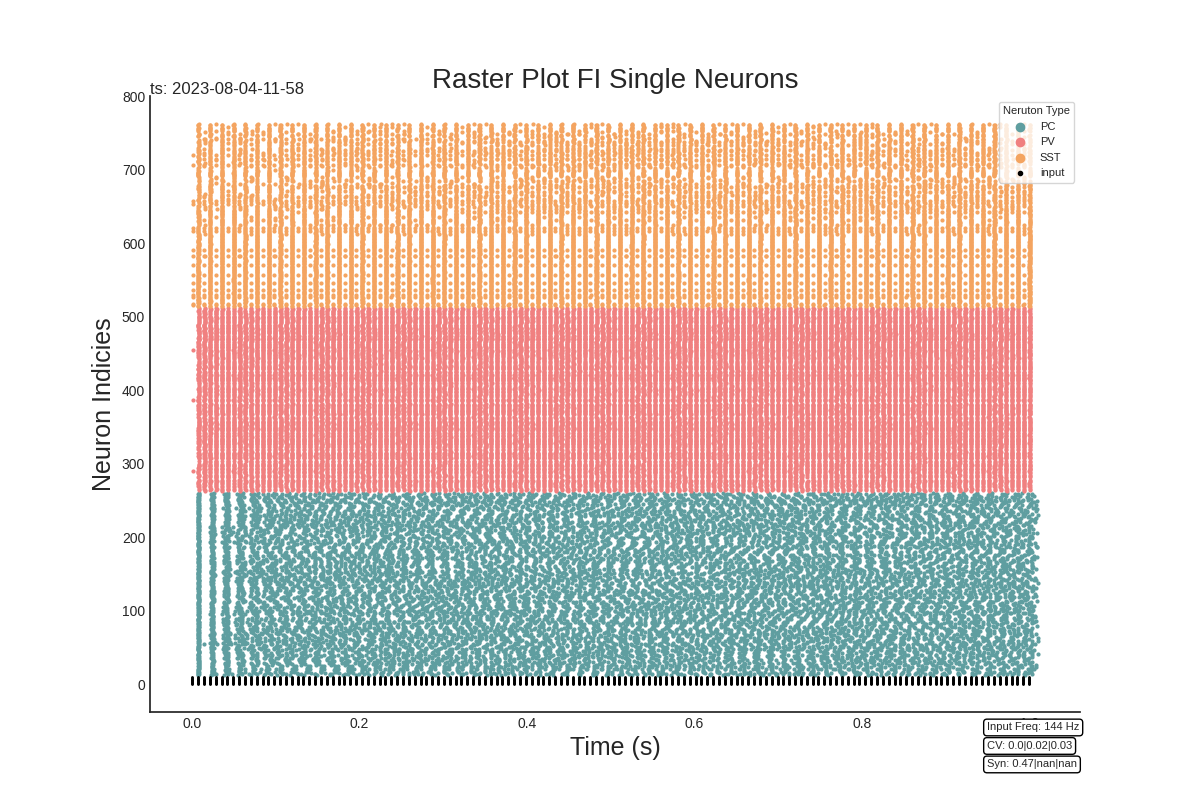 Raster Plot FI Single Neurons
ts: 2023-08-04-11-58
800
700
600
500
400
300
200
100
0
Neuron Indicies
Neruton Type
PC
PV
SST
input
0.0 0.2 0.4 0.6 0.8
Time (s)
Input Freq: 144 Hz
CV: 0.0|0.02|0.03
Syn: 0.47|nan|nan